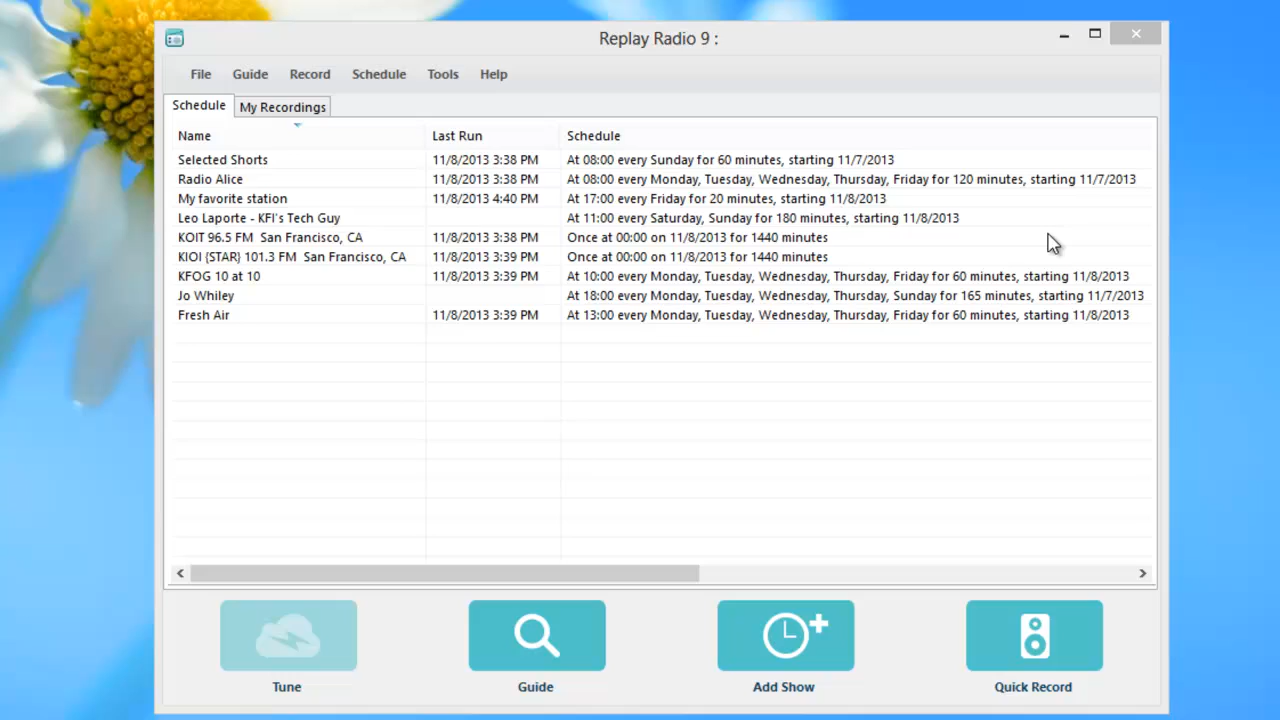 Replay Radio 9 :
File Guide Record Schedule Tools Help
Schedule My Recordings
Name Last Run Schedule
Selected Shorts 11/8/2013 3:38 PM At 08:00 every Sunday for 60 minutes, starting 11/7/2013
Radio Alice 11/8/2013 3:38 PM At 08:00 every Monday, Tuesday, Wednesday, Thursday, Friday for 120 minutes, starting 11/7/2013
My favorite station 11/8/2013 4:40 PM At 17:00 every Friday for 20 minutes, starting 11/8/2013
Leo Laporte - KFI's Tech Guy At 11:00 every Saturday, Sunday for 180 minutes, starting 11/8/2013
KOIT 96.5 FM San Francisco, CA 11/8/2013 3:38 PM Once at 00:00 on 11/8/2013 for 1440 minutes
KIOI {STAR} 101.3 FM San Francisco, CA 11/8/2013 3:39 PM Once at 00:00 on 11/8/2013 for 1440 minutes
KFOG 10 at 10 11/8/2013 3:39 PM At 10:00 every Monday, Tuesday, Wednesday, Thursday, Friday for 60 minutes, starting 11/8/2013
Jo Whiley At 18:00 every Monday, Tuesday, Wednesday, Thursday, Sunday for 165 minutes, starting 11/7/2013
Fresh Air 11/8/2013 3:39 PM At 13:00 every Monday, Tuesday, Wednesday, Thursday, Friday for 60 minutes, starting 11/8/2013
Tune Guide Add Show Quick Record